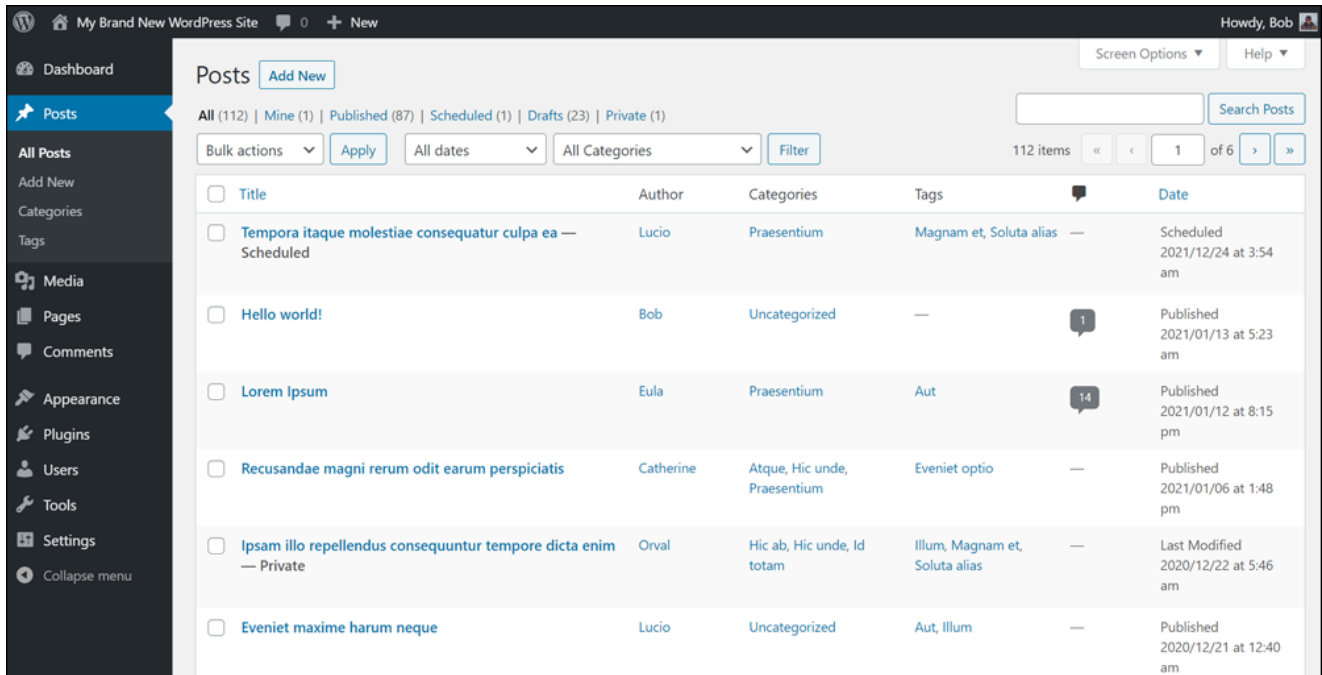 My Brand New WordPress Site 0 New Howdy, Bob
Dashboard
Posts
All Posts
Add New
Categories
Tags
Media
Pages
Comments
Appearance
Plugins
Users
Tools
Settings
Collapse menu
Screen Options ▼ Help ▼
Posts Add New
All (112) | Mine (1) | Published (87) | Scheduled (1) | Drafts (23) | Private (1)
Search Posts
Bulk actions Apply All dates All Categories Filter 112 items « ‹ 1 of 6 › »
Title Author Categories Tags Date
Tempora itaque molestiae consequatur culpa ea — Lucio Praesentium Magnam et, Soluta alias — Scheduled
Scheduled 2021/12/24 at 3:54
am
Hello world! Bob Uncategorized — 1 Published
2021/01/13 at 5:23
am
Lorem Ipsum Eula Praesentium Aut 14 Published
2021/01/12 at 8:15
pm
Recusandae magni rerum odit earum perspiciatis Catherine Atque, Hic unde, Eveniet optio — Published
Praesentium 2021/01/06 at 1:48
pm
Ipsam illo repellendus consequuntur tempore dicta enim Orval Hic ab, Hic unde, Id Illum, Magnam et, — Last Modified
— Private totam Soluta alias 2020/12/22 at 5:46
am
Eveniet maxime harum neque Lucio Uncategorized Aut, Illum — Published
2020/12/21 at 12:40
am